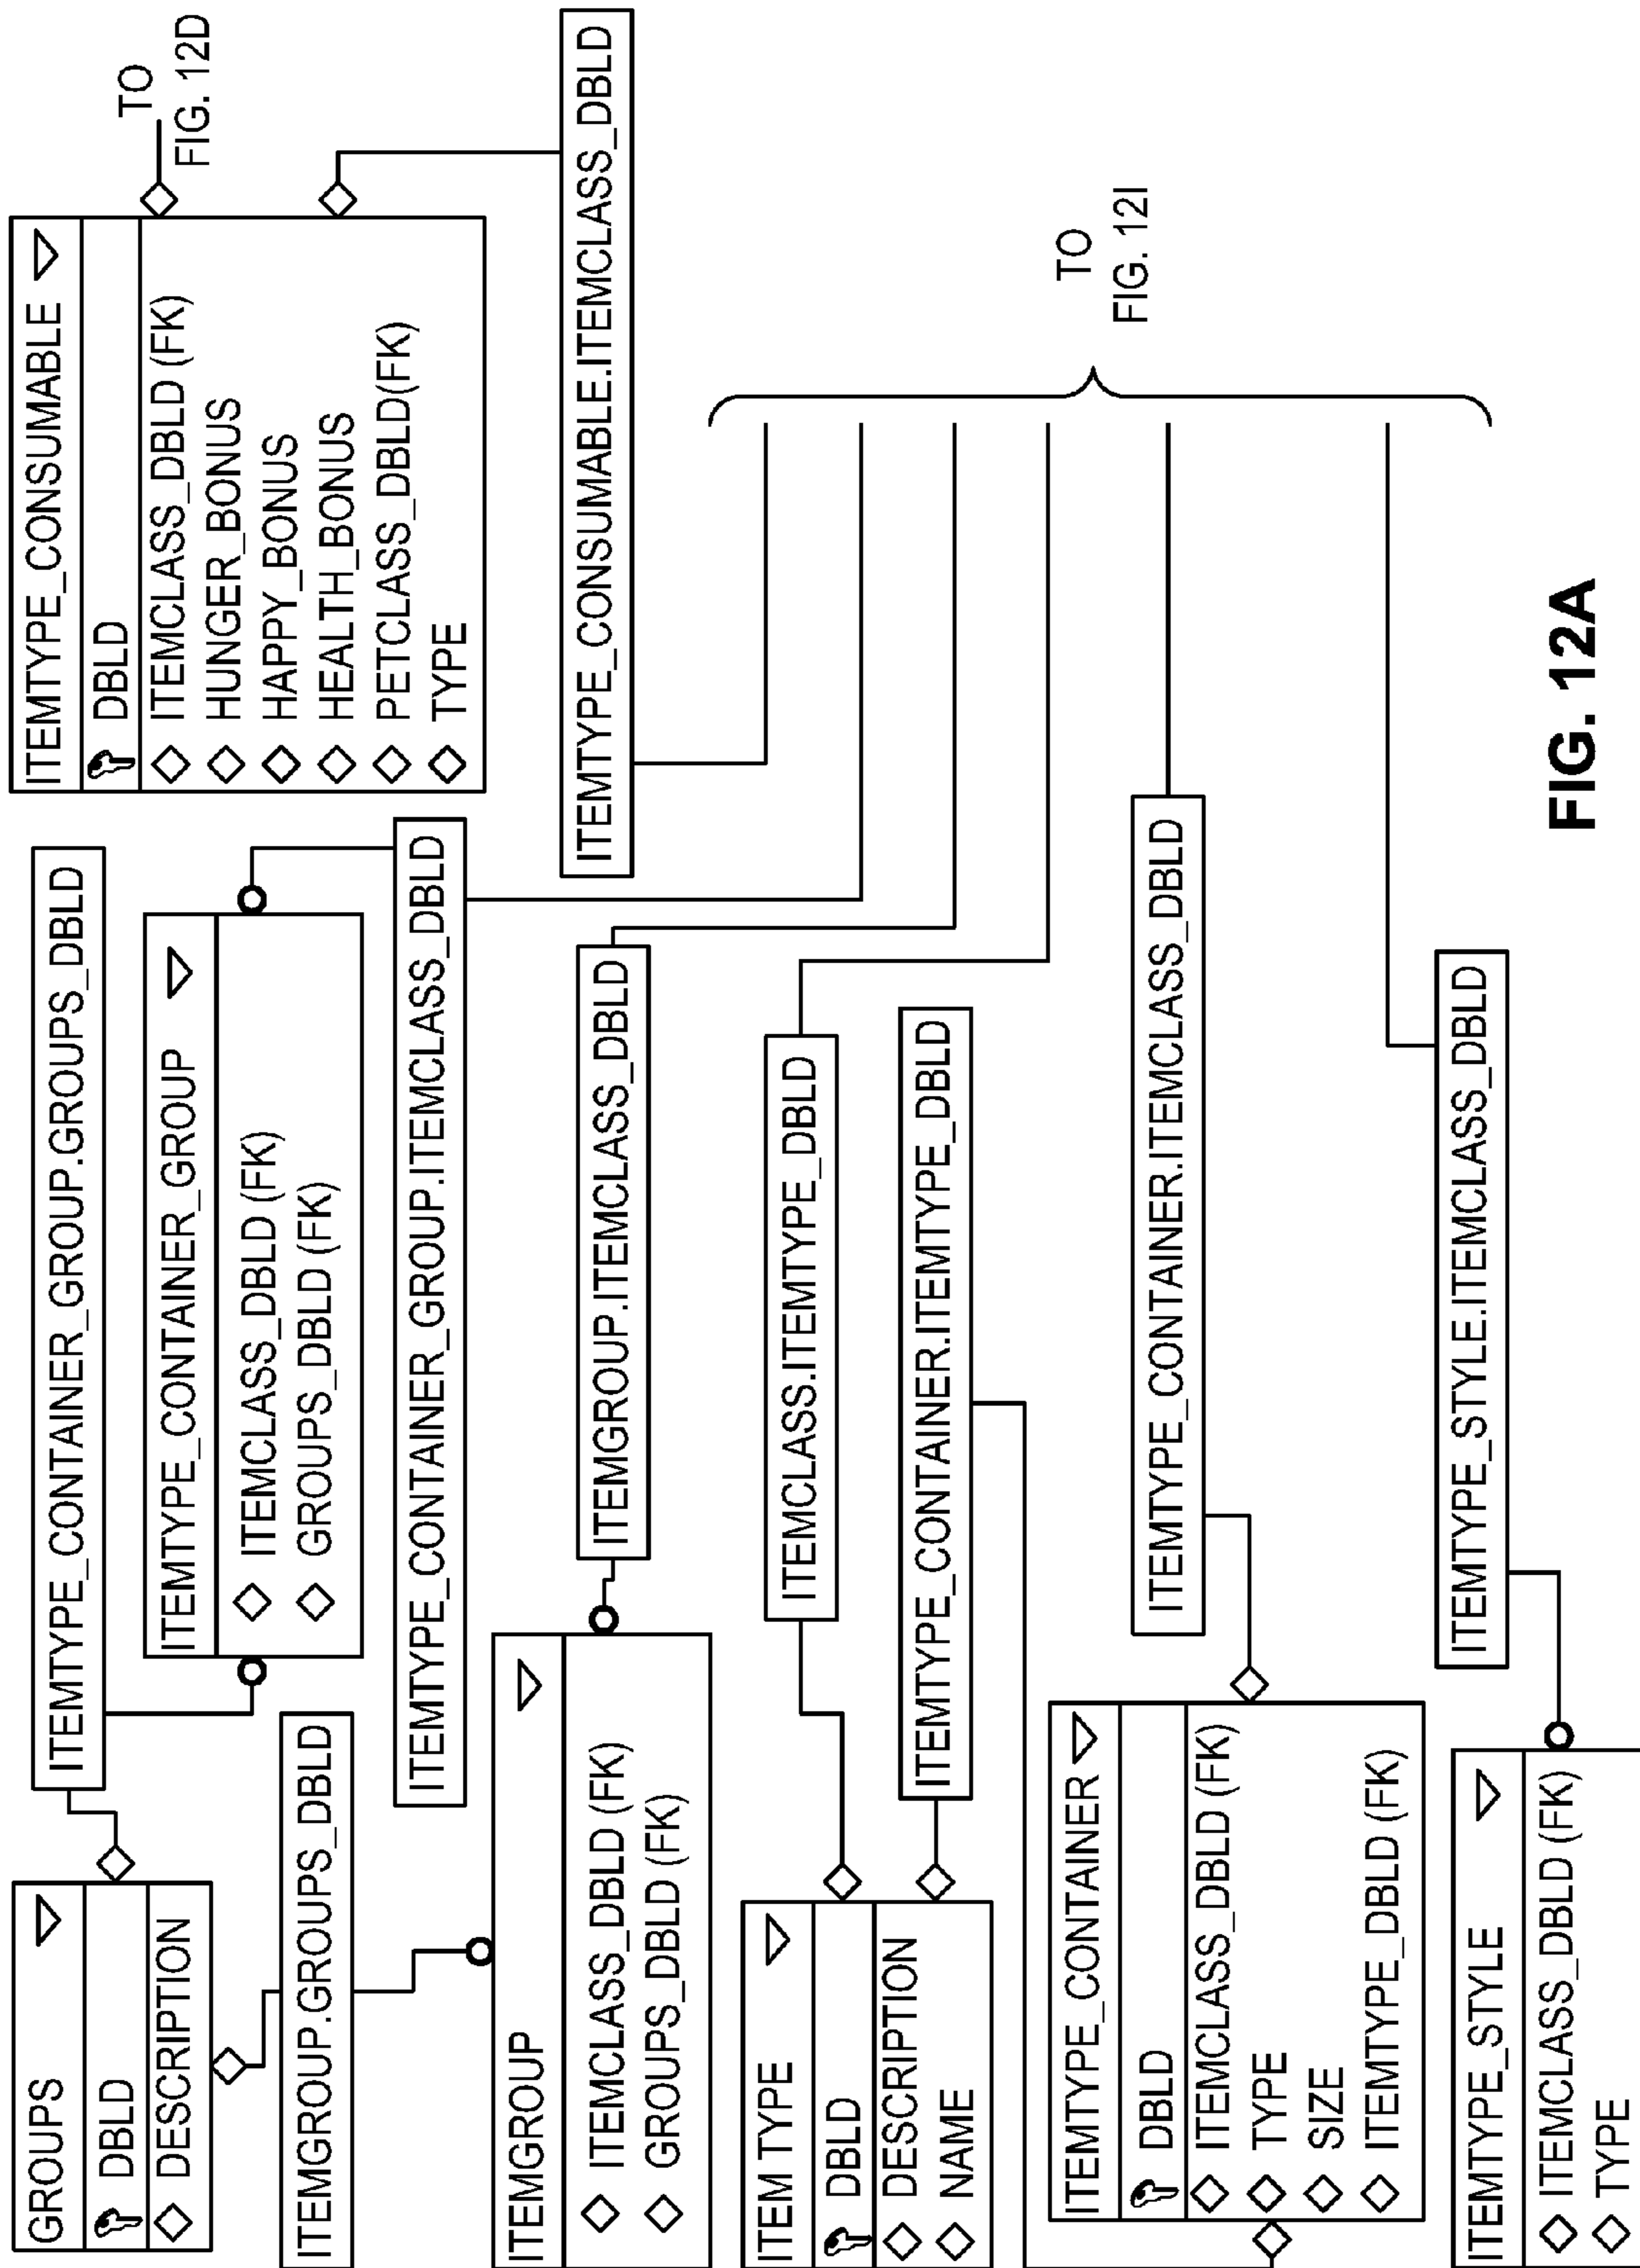 GROUPS
DBLD
DESCRIPTION
ITEMTYPE_CONTAINER_GROUP.GROUPS_DBLD
ITEMTYPE_CONTAINER_GROUP
ITEMCLASS_DBLD (FK)
GROUPS_DBLD (FK)
ITEMTYPE_CONSUMABLE
DBLD
ITEMCLASS_DBLD (FK)
HUNGER_BONUS
HAPPY_BONUS
HEALTH_BONUS
PETCLASS_DBLD(FK)
TYPE
TO
FIG. 12D
ITEMGROUP.GROUPS_DBLD
ITEMTYPE_CONTAINER_GROUP.ITEMCLASS_DBLD
ITEMGROUP
ITEMCLASS_DBLD (FK)
GROUPS_DBLD (FK)
ITEMGROUP.ITEMCLASS_DBLD
ITEMTYPE_CONSUMABLE.ITEMCLASS_DBLD
ITEM TYPE
DBLD
DESCRIPTION
NAME
ITEMCLASS.ITEMTYPE_DBLD
ITEMTYPE_CONTAINER.ITEMTYPE_DBLD
TO
FIG. 12I
ITEMTYPE_CONTAINER
DBLD
ITEMCLASS_DBLD (FK)
TYPE
SIZE
ITEMTYPE_DBLD (FK)
ITEMTYPE_CONTAINER.ITEMCLASS_DBLD
ITEMTYPE_STYLE
ITEMCLASS_DBLD (FK)
TYPE
ITEMTYPE_STYLE.ITEMCLASS_DBLD
FIG. 12A